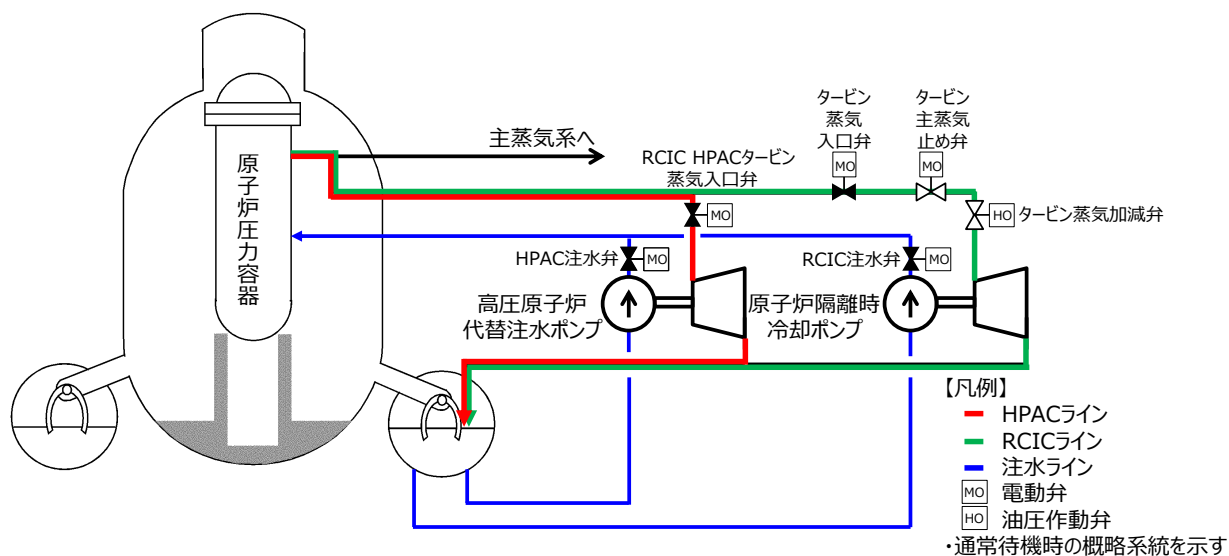 タービン
蒸気
入口弁
タービン
主蒸気
止め弁
主蒸気系へ
RCIC HPACタービン
蒸気入口弁
MO
MO
MO
HO
タービン蒸気加減弁
原子炉圧力容器
HPAC注水弁
MO
RCIC注水弁
MO
高圧原子炉
代替注水ポンプ
原子炉隔離時
冷却ポンプ
【凡例】
HPACライン
RCICライン
注水ライン
MO 電動弁
HO 油圧作動弁
・通常待機時の概略系統を示す